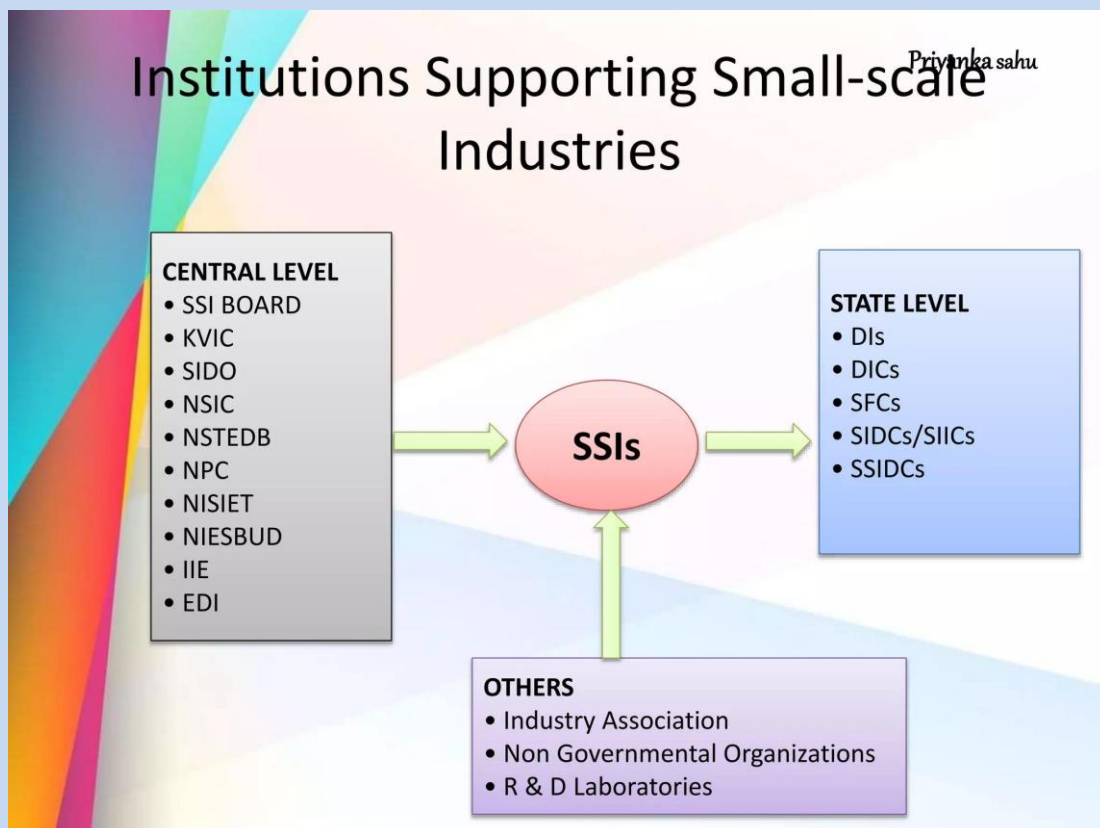 Priyanka sahu
Institutions Supporting Small-scale
Industries
CENTRAL LEVEL
• SSI BOARD
• KVIC
• SIDO
• NSIC
• NSTEDB
• NPC
• NISIET
• NIESBUD
• IIE
• EDI
SSIs
STATE LEVEL
• DIs
• DICs
• SFCs
• SIDCs/SIICs
• SSIDCs
OTHERS
• Industry Association
• Non Governmental Organizations
• R & D Laboratories